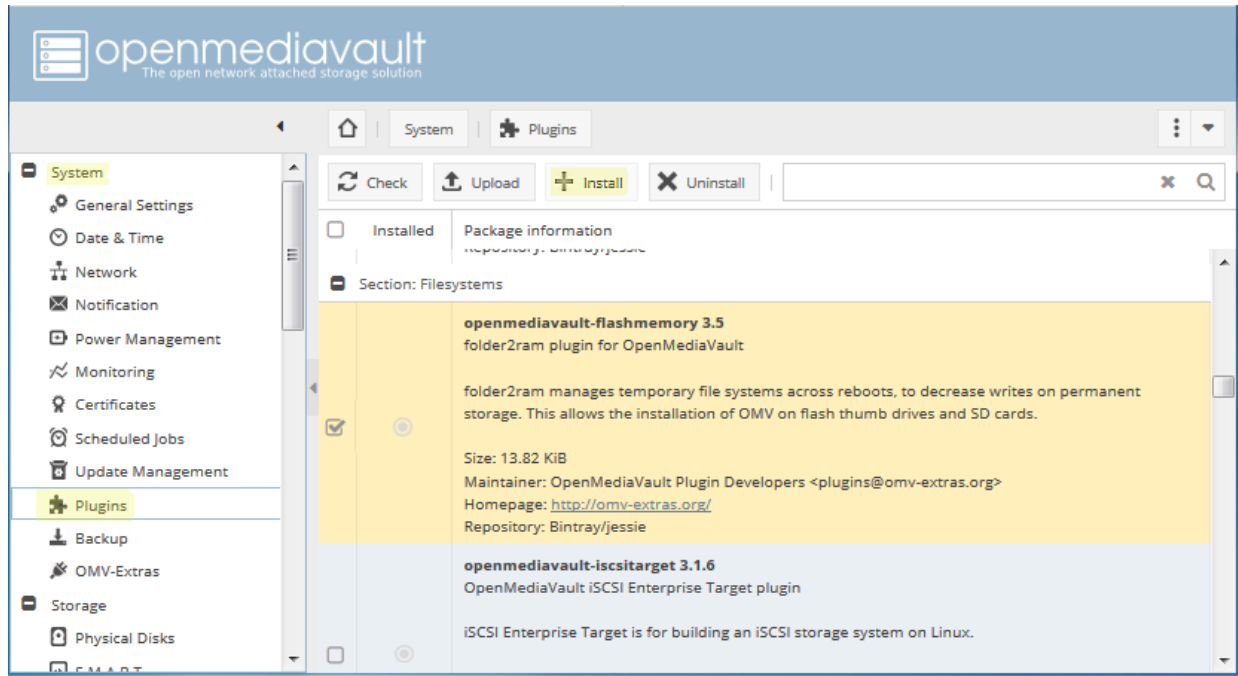 openmediavault
The open network attached storage solution
System
Plugins
System
General Settings
Date & Time
Network
Notification
Power Management
Monitoring
Certificates
Scheduled Jobs
Update Management
Plugins
Backup
OMV-Extras
Storage
Physical Disks
S.M.A.R.T.
Check
Upload
Install
Uninstall
Installed
Package information
Repository: Bintray/jessie
Section: Filesystems
openmediavault-flashmemory 3.5
folder2ram plugin for OpenMediaVault
folder2ram manages temporary file systems across reboots, to decrease writes on permanent
storage. This allows the installation of OMV on flash thumb drives and SD cards.
Size: 13.82 KiB
Maintainer: OpenMediaVault Plugin Developers <plugins@omv-extras.org>
Homepage: http://omv-extras.org/
Repository: Bintray/jessie
openmediavault-iscsitarget 3.1.6
OpenMediaVault iSCSI Enterprise Target plugin
iSCSI Enterprise Target is for building an iSCSI storage system on Linux.